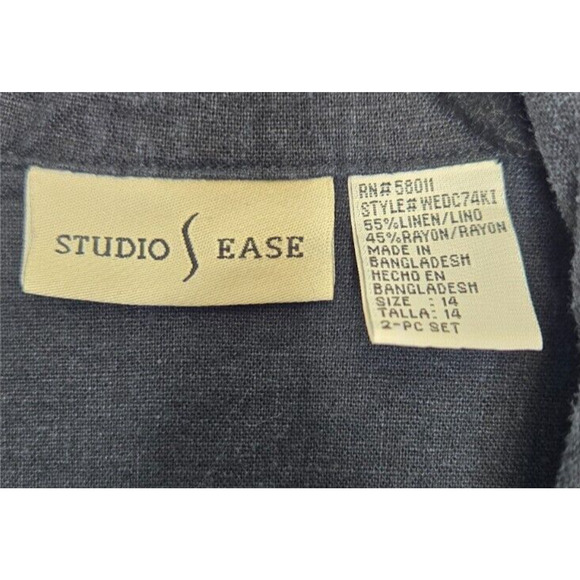 STUDIO EASE
RN# 58011
STYLE# WEDC74KI
55% LINEN/LINO
45% RAYON/RAYON
MADE IN
BANGLADESH
HECHO EN
BANGLADESH
SIZE : 14
TALLA: 14
2-PC SET